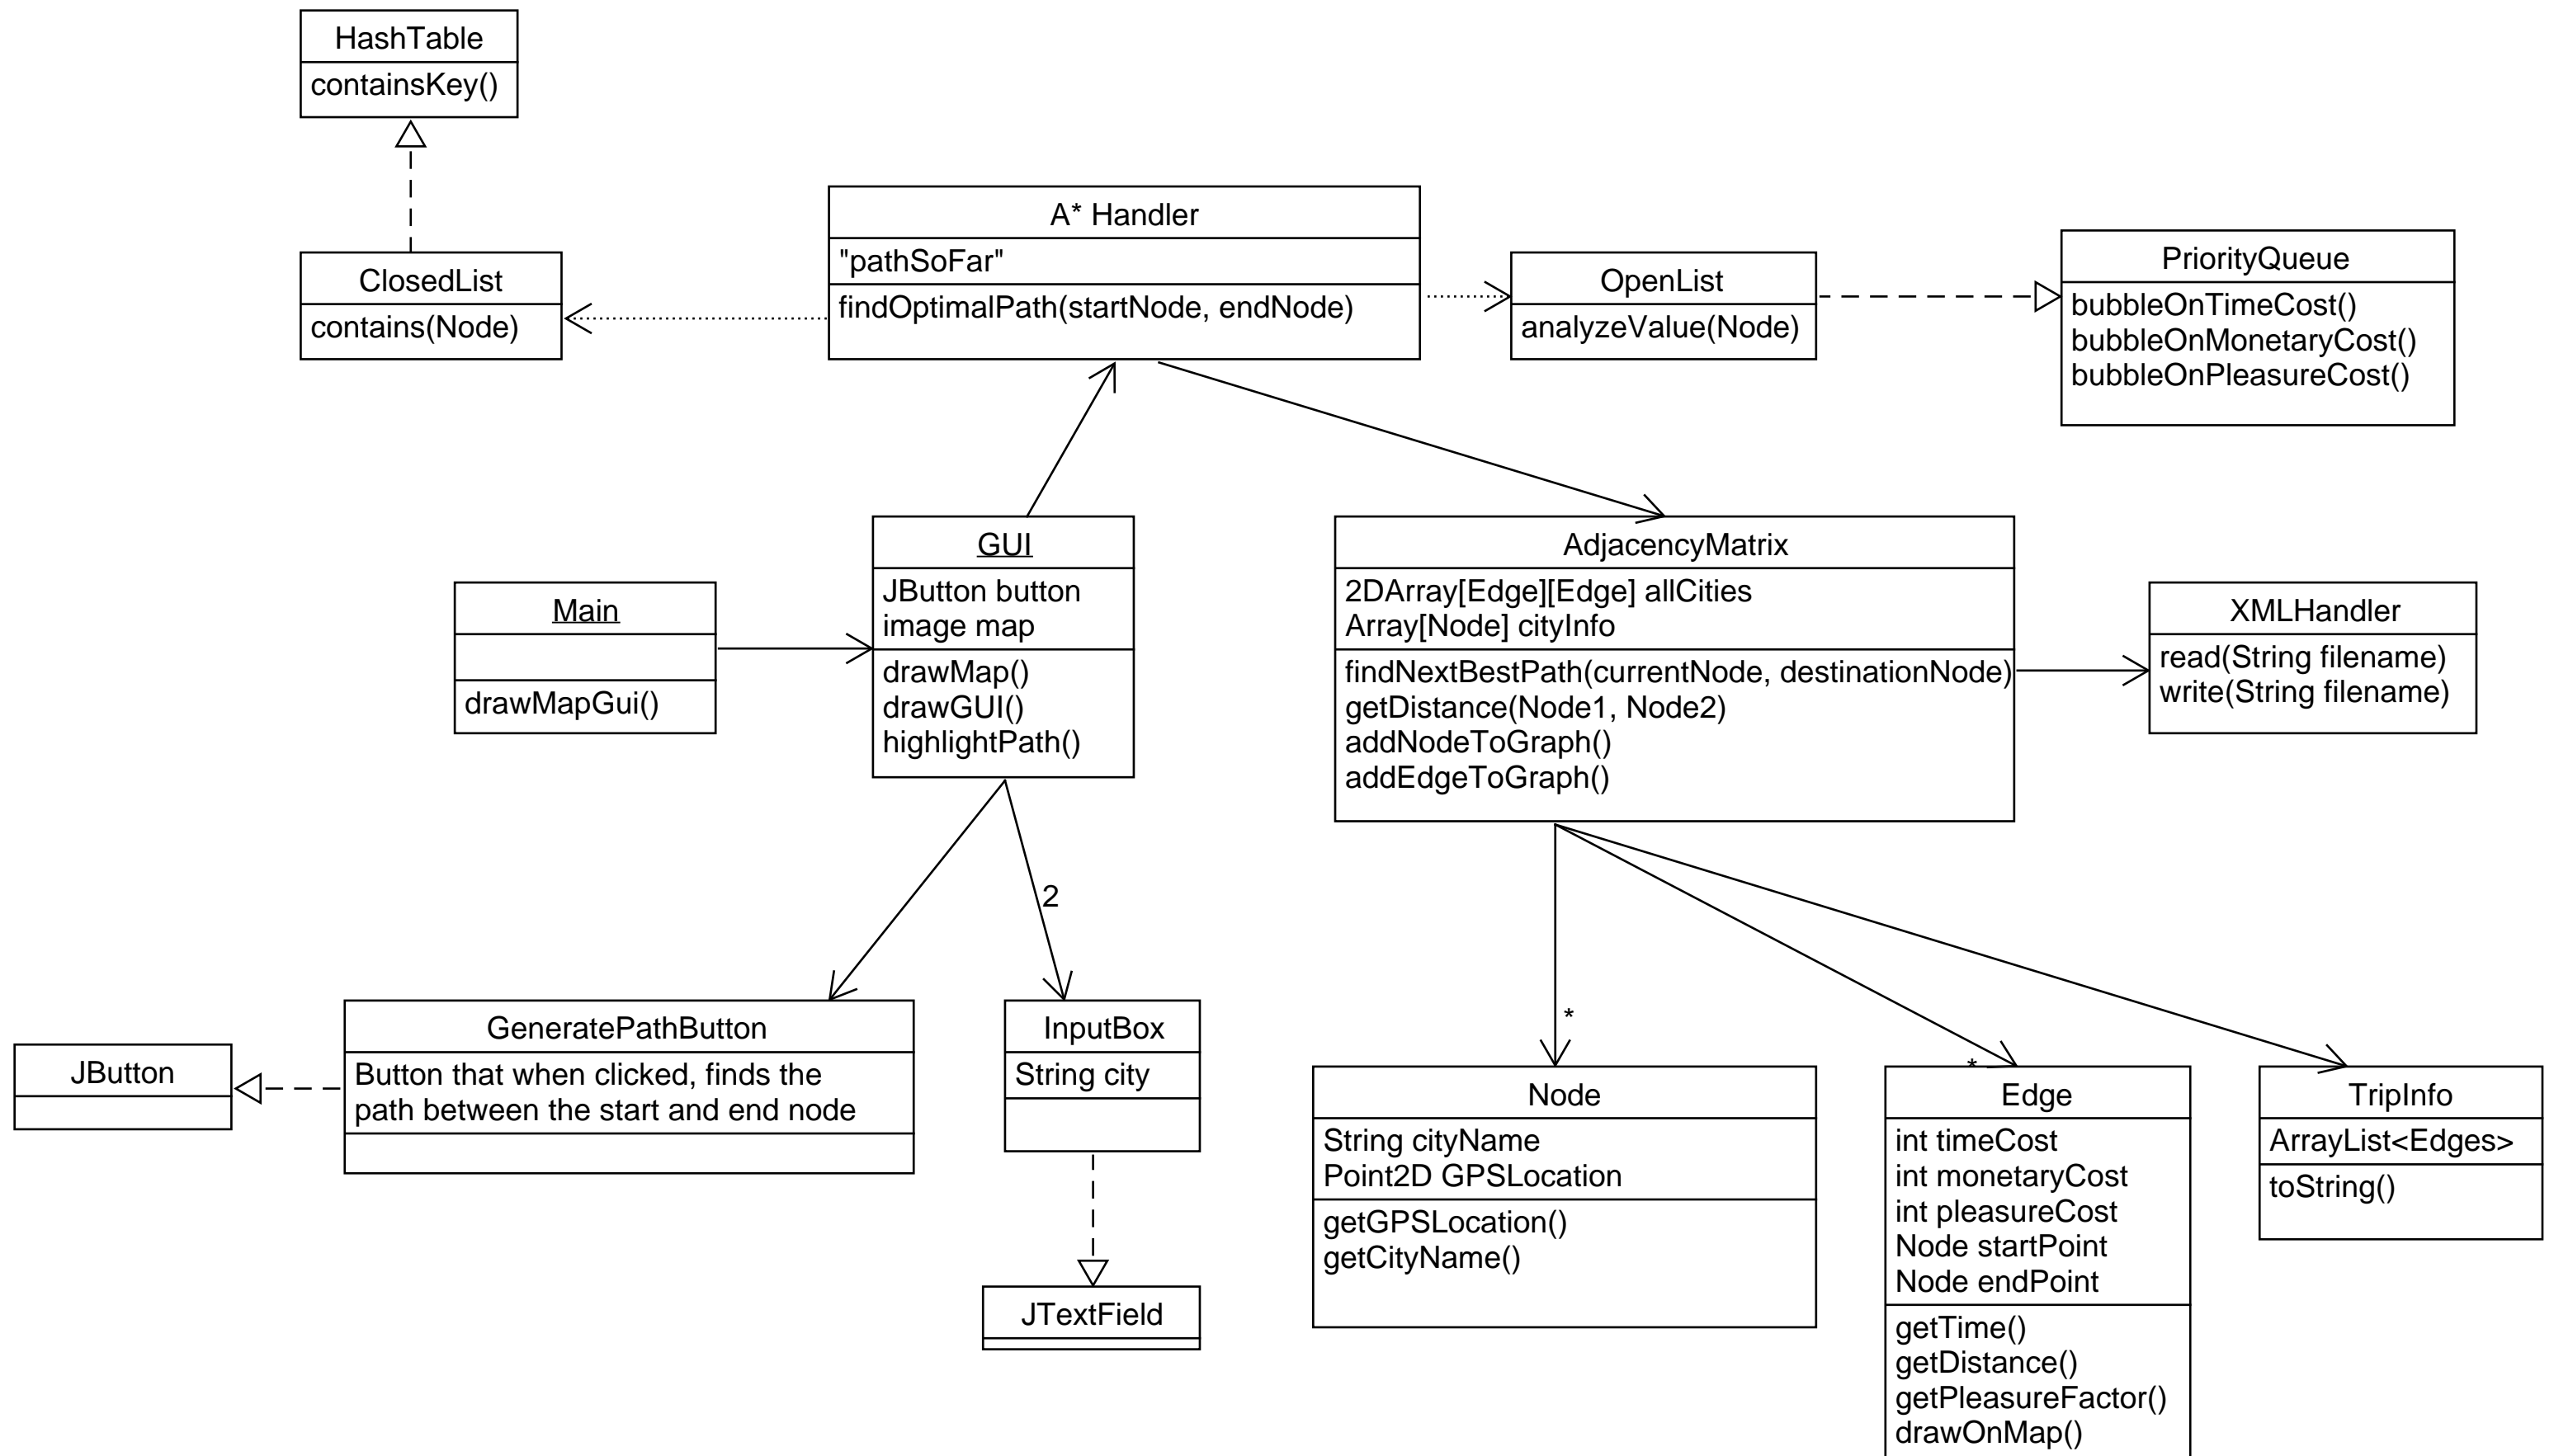 HashTable
containsKey()
ClosedList
contains(Node)
A* Handler
"pathSoFar"
findOptimalPath(startNode, endNode)
OpenList
analyzeValue(Node)
PriorityQueue
bubbleOnTimeCost()
bubbleOnMonetaryCost()
bubbleOnPleasureCost()
Main
drawMapGui()
GUI
JButton button
image map
drawMap()
drawGUI()
highlightPath()
AdjacencyMatrix
2DArray[Edge][Edge] allCities
Array[Node] cityInfo
findNextBestPath(currentNode, destinationNode)
getDistance(Node1, Node2)
addNodeToGraph()
addEdgeToGraph()
XMLHandler
read(String filename)
write(String filename)
2
*
*
JButton
GeneratePathButton
Button that when clicked, finds the
path between the start and end node
InputBox
String city
JTextField
Node
String cityName
Point2D GPSLocation
getGPSLocation()
getCityName()
Edge
int timeCost
int monetaryCost
int pleasureCost
Node startPoint
Node endPoint
getTime()
getDistance()
getPleasureFactor()
drawOnMap()
TripInfo
ArrayList<Edges>
toString()